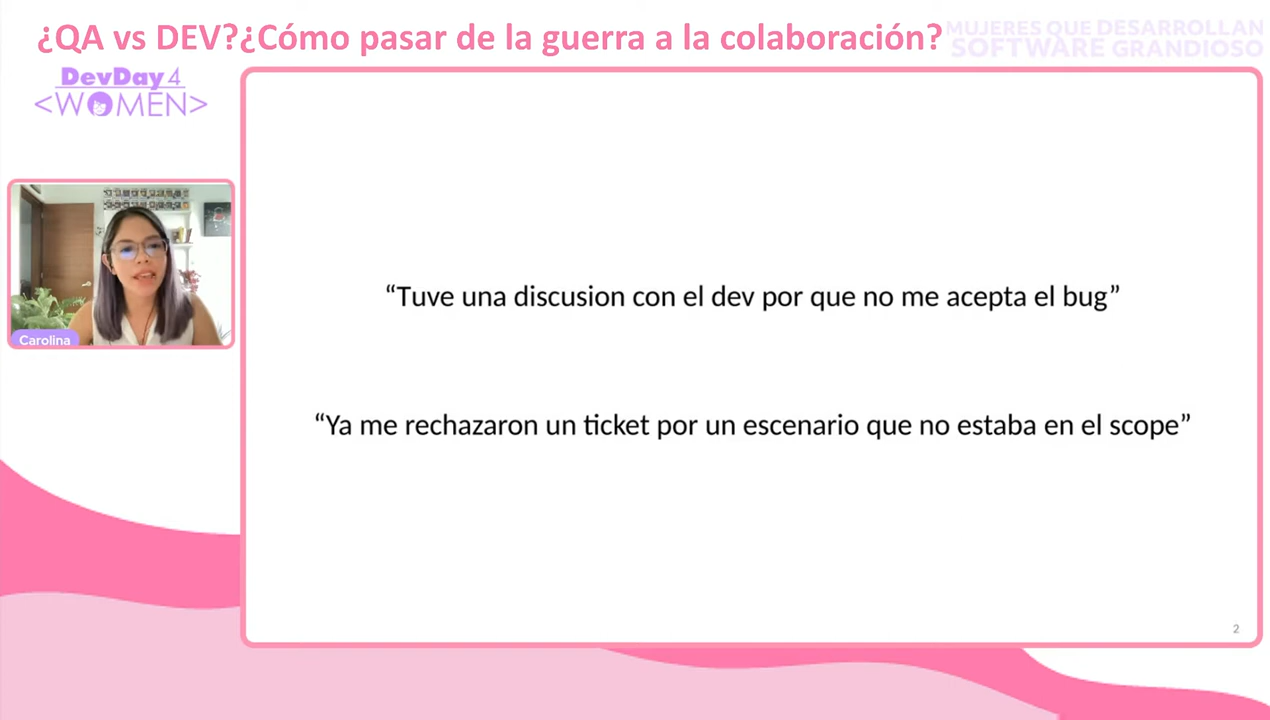 ¿QA vs DEV?¿Cómo pasar de la guerra a la colaboración?
MUJERES QUE DESARROLLAN
SOFTWARE GRANDIOSO
DevDay4
<WOMEN>
Carolina
“Tuve una discusion con el dev por que no me acepta el bug”
“Ya me rechazaron un ticket por un escenario que no estaba en el scope”
2